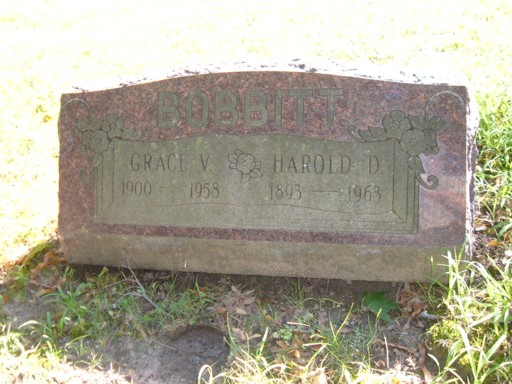 BOBBITT
GRACE V. HAROLD D.
1900 — 1958 1893 — 1963